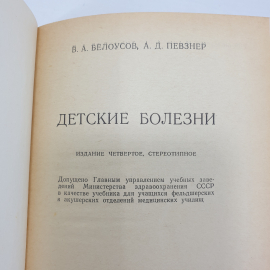 В. А. БЕЛОУСОВ, А. Д. ПЕВЗНЕР
ДЕТСКИЕ БОЛЕЗНИ
ИЗДАНИЕ ЧЕТВЕРТОЕ, СТЕРЕОТИПНОЕ
Допущено Главным управлением учебных заве-
дений Министерства здравоохранения СССР
в качестве учебника для учащихся фельдшерских
и акушерских отделений медицинских училищ